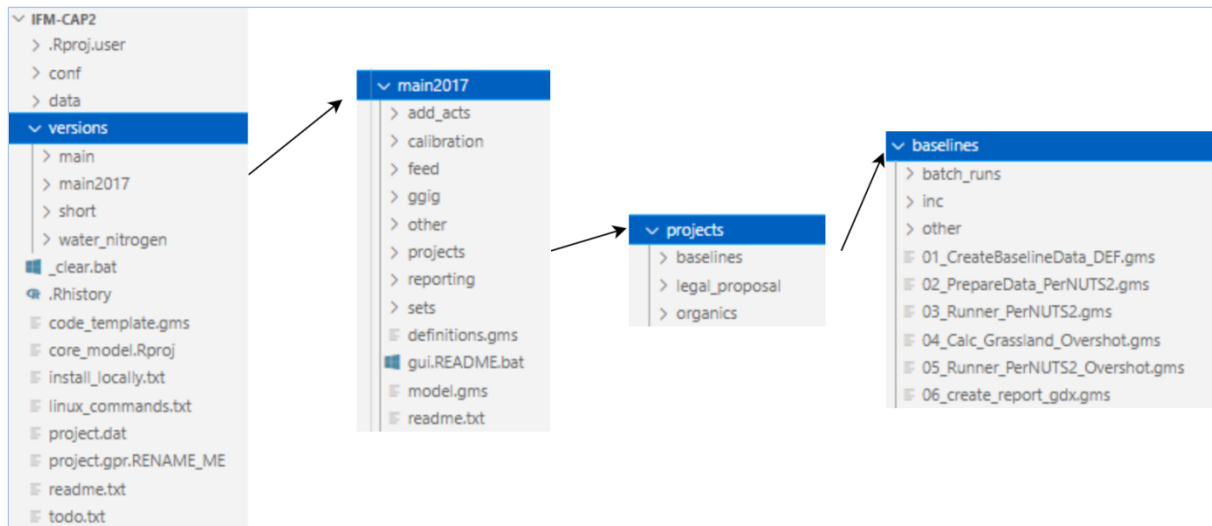 IFM-CAP2
.Rproj.user
conf
data
versions
main
main2017
short
water_nitrogen
_clear.bat
.Rhistory
code_template.gms
core_model.Rproj
install_locally.txt
linux_commands.txt
project.dat
project.gpr.RENAME_ME
readme.txt
todo.txt
main2017
add_acts
calibration
feed
ggig
other
projects
reporting
sets
definitions.gms
gui.README.bat
model.gms
readme.txt
projects
baselines
legal_proposal
organics
baselines
batch_runs
inc
other
01_CreateBaselineData_DEF.gms
02_PrepareData_PerNUTS2.gms
03_Runner_PerNUTS2.gms
04_Calc_Grassland_Overshot.gms
05_Runner_PerNUTS2_Overshot.gms
06_create_report_gdx.gms